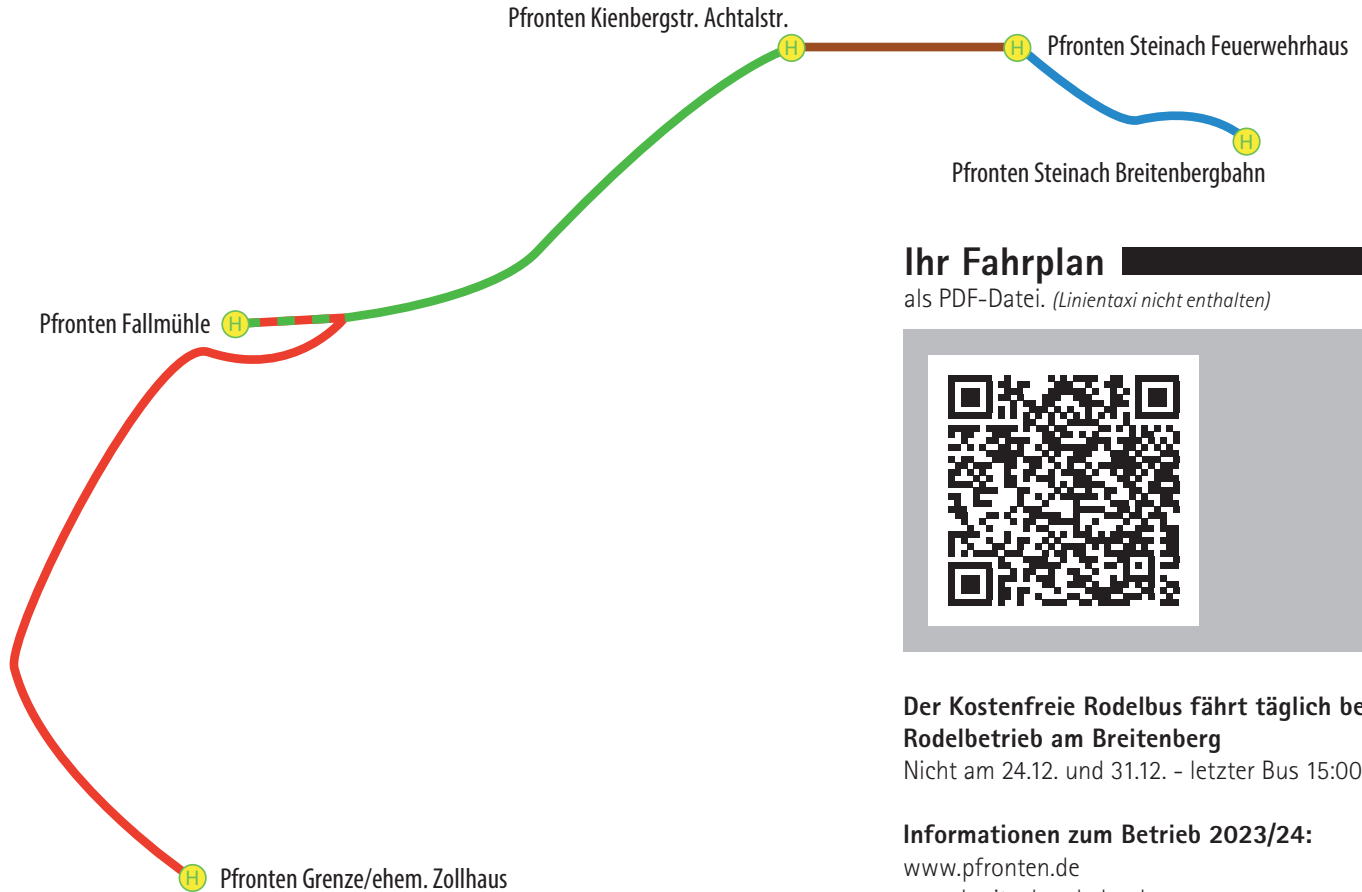 Pfronten Kienbergstr. Achtalstr.
H
H
Pfronten Steinach Feuerwehrhaus
H
Pfronten Steinach Breitenbergbahn
Ihr Fahrplan
als PDF-Datei. (Linientaxi nicht enthalten)
Pfronten Fallmühle
H
Der Kostenfreie Rodelbus fährt täglich be
Rodelbetrieb am Breitenberg
Nicht am 24.12. und 31.12. - letzter Bus 15:00
Informationen zum Betrieb 2023/24:
www.pfronten.de
H
Pfronten Grenze/ehem. Zollhaus